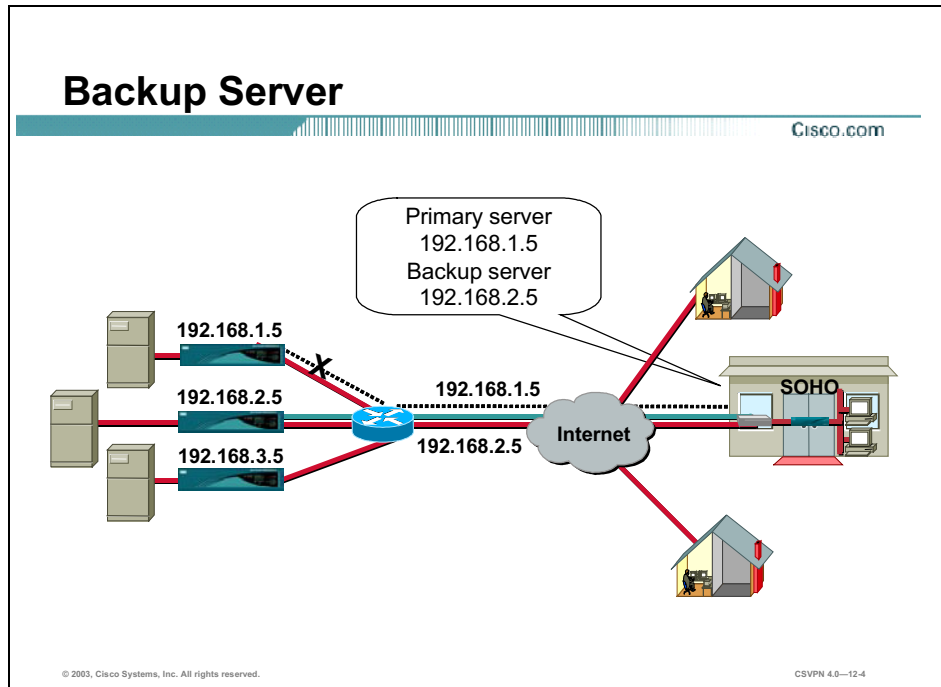 Backup Server
Cisco.com
Primary server
192.168.1.5
Backup server
192.168.2.5
192.168.1.5
X
192.168.1.5
SOHO
192.168.2.5
Internet
192.168.2.5
192.168.3.5
© 2003, Cisco Systems, Inc. All rights reserved.
CSVPN 4.0—12-4